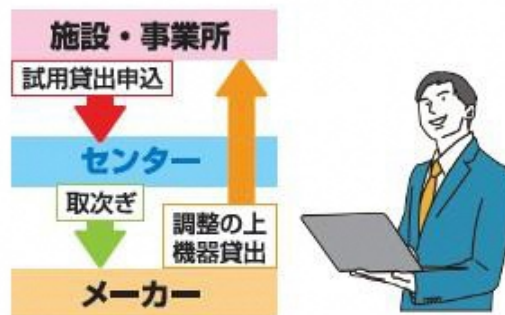 施設・事業所
試用貸出申込
センター
取次ぎ
調整の上
機器貸出
メーカー